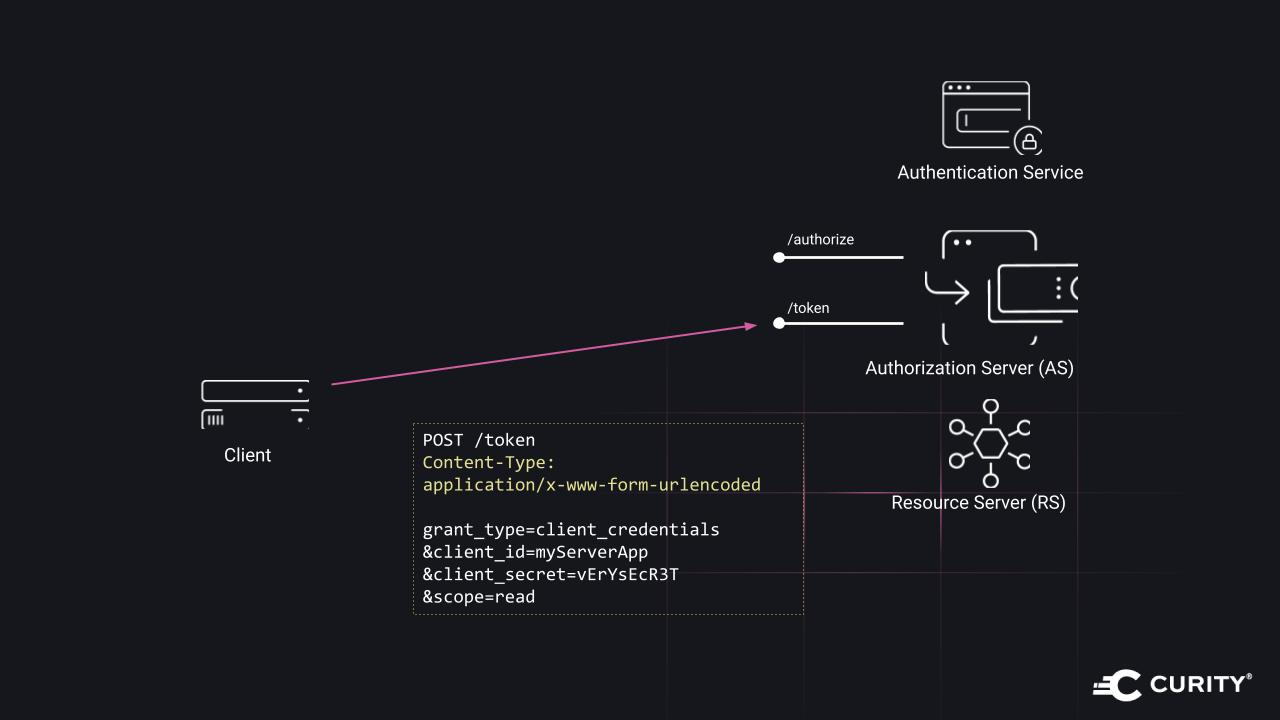 Authentication Service
/authorize
/token
Authorization Server (AS)
Client
POST /token
Content-Type:
application/x-www-form-urlencoded
grant_type=client_credentials
&client_id=myServerApp
&client_secret=vErYsEcR3T
&scope=read
Resource Server (RS)
CURITY®